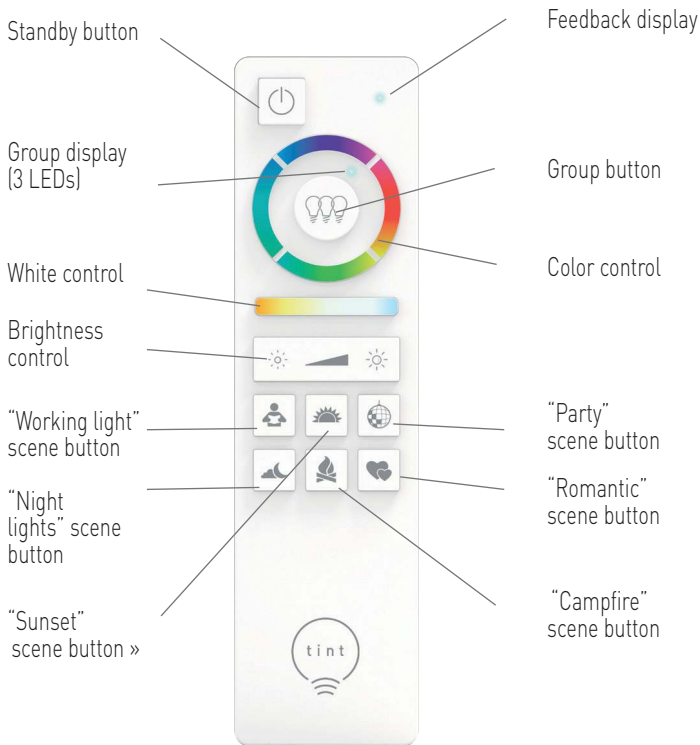 Standby button
Feedback display
Group display
(3 LEDs)
Group button
White control
Color control
Brightness
control
“Working light”
scene button
“Party”
scene button
“Night
lights” scene
button
“Romantic”
scene button
“Sunset”
scene button »
“Campfire”
scene button
tint